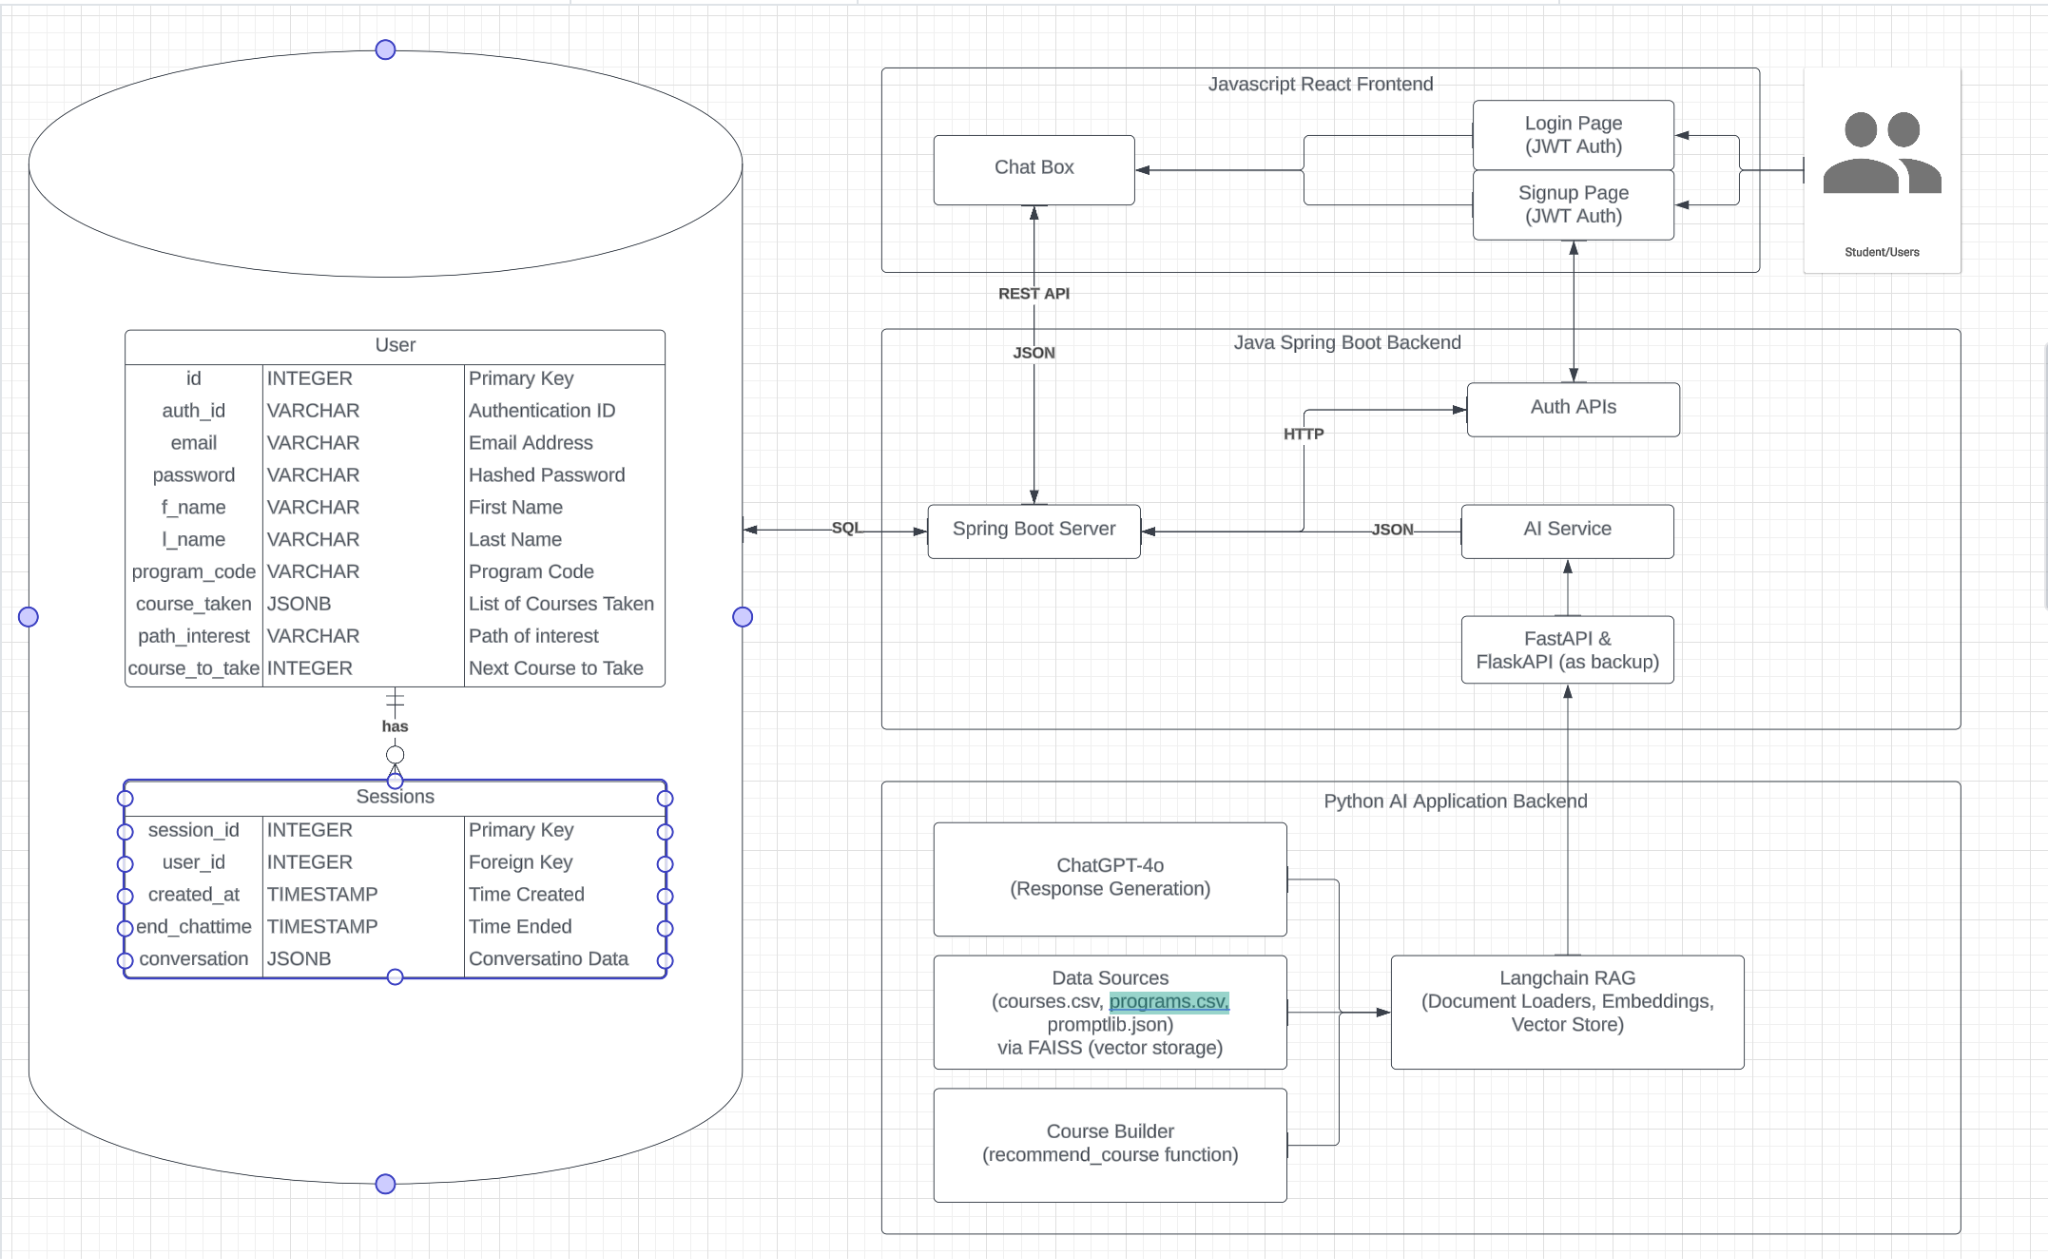 User
id INTEGER Primary Key
auth_id VARCHAR Authentication ID
email VARCHAR Email Address
password VARCHAR Hashed Password
f_name VARCHAR First Name
l_name VARCHAR Last Name
program_code VARCHAR Program Code
course_taken JSONB List of Courses Taken
path_interest VARCHAR Path of interest
course_to_take INTEGER Next Course to Take
has
Sessions
session_id INTEGER Primary Key
user_id INTEGER Foreign Key
created_at TIMESTAMP Time Created
end_chattime TIMESTAMP Time Ended
conversation JSONB Conversatino Data
SQL
Javascript React Frontend
Chat Box
Login Page
(JWT Auth)
Signup Page
(JWT Auth)
Student/Users
REST API
JSON
Java Spring Boot Backend
Auth APIs
HTTP
Spring Boot Server
JSON
AI Service
FastAPI &
FlaskAPI (as backup)
Python AI Application Backend
ChatGPT-4o
(Response Generation)
Data Sources
(courses.csv, programs.csv,
promptlib.json)
via FAISS (vector storage)
Course Builder
(recommend_course function)
Langchain RAG
(Document Loaders, Embeddings,
Vector Store)